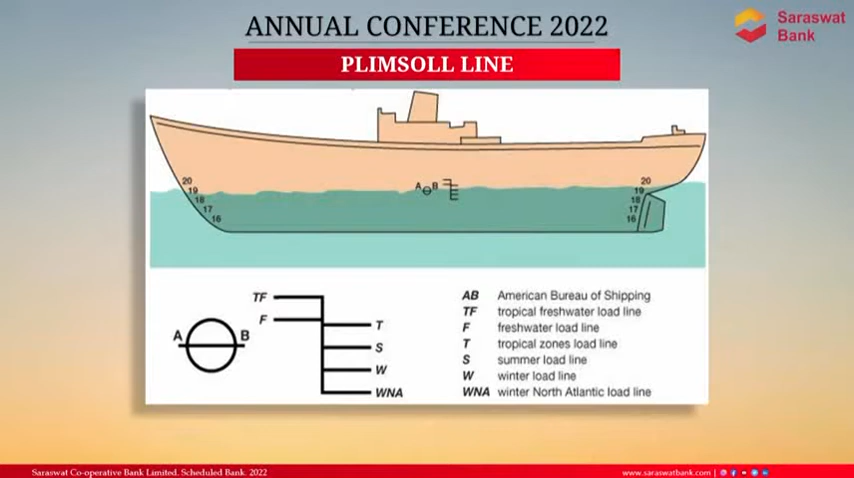 ANNUAL CONFERENCE 2022
Saraswat
Bank
PLIMSOLL LINE
20
19
18
17
16
A B
20
19
18
17
16
TF
F
A B
T
S
W
WNA
AB American Bureau of Shipping
TF tropical freshwater load line
F freshwater load line
T tropical zones load line
S summer load line
W winter load line
WNA winter North Atlantic load line
Saraswat Co-operative Bank Limited. Scheduled Bank. 2022
www.saraswatbank.com |